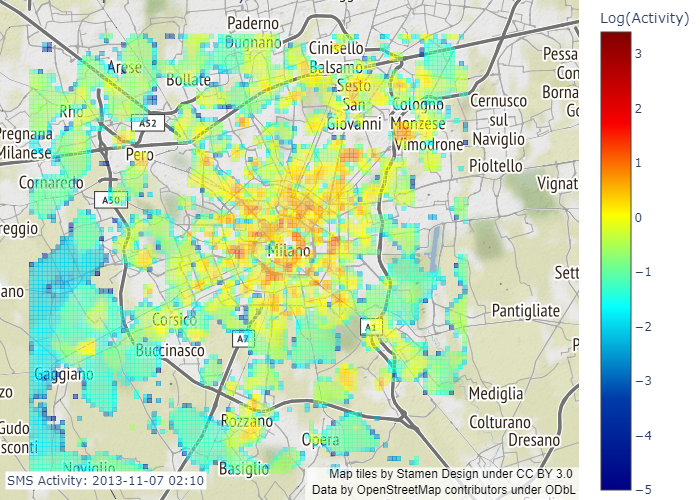 Paderno
Dugnano
Cinisello
Balsamo
Log(Activity)
Arese
Bollate
Sesto
San
Giovanni
Cologno
Monzese
Cernusco
sul
Naviglio
Pessa
Con
Borna
Go
Rho
A52
Pregnana
Milanese
Pero
Vimodrone
Pioltello
Cornaredo
A50
Vignat
reggio
Milano
Sett
ano
Pantigliate
Corsico
A7
A1
Buccinasco
P
Gaggiano
zo
Mediglia
Rozzano
Colturano
Gudo
sconti
Opera
Dresano
Noviglio
Basiglio
3
2
1
0
−1
−2
−3
−4
−5
SMS Activity: 2013-11-07 02:10
Map tiles by Stamen Design under CC BY 3.0
Data by OpenStreetMap contributors under ODbL